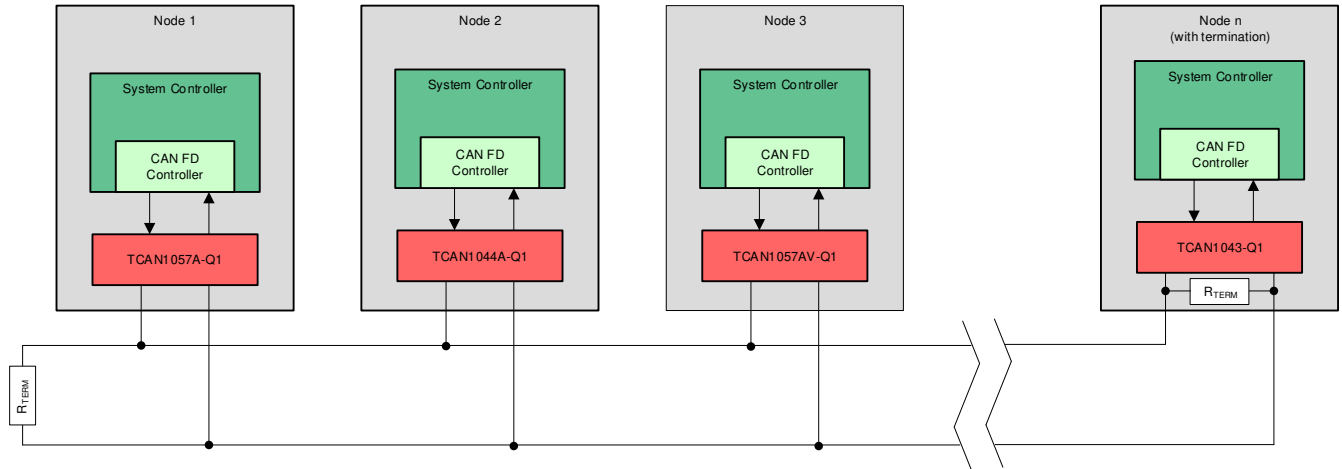 Node 1
System Controller
CAN FD
Controller
TCAN1057A-Q1
Node 2
System Controller
CAN FD
Controller
TCAN1044A-Q1
Node 3
System Controller
CAN FD
Controller
TCAN1057AV-Q1
Node n
(with termination)
System Controller
CAN FD
Controller
TCAN1043-Q1
RTERM
RTERM